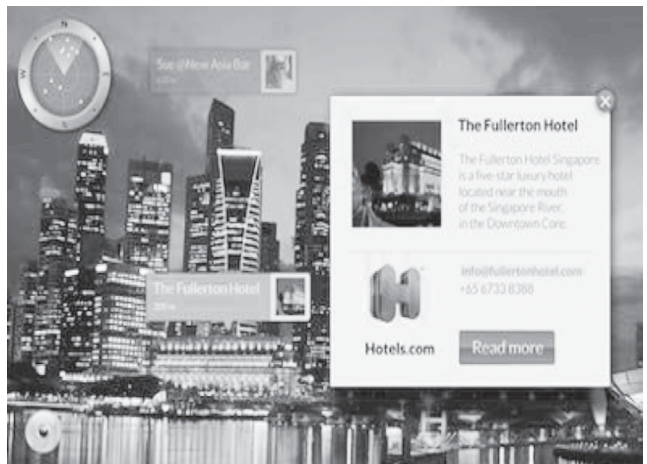 N
W
E
S
Sue @New Asia Bar
The Fullerton Hotel
200 m
The Fullerton Hotel
The Fullerton Hotel Singapore
is a five-star luxury hotel
located near the mouth
of the Singapore River,
in the Downtown Core.
info@fullertonhotel.com
+65 6733 8388
Hotels.com
Read more